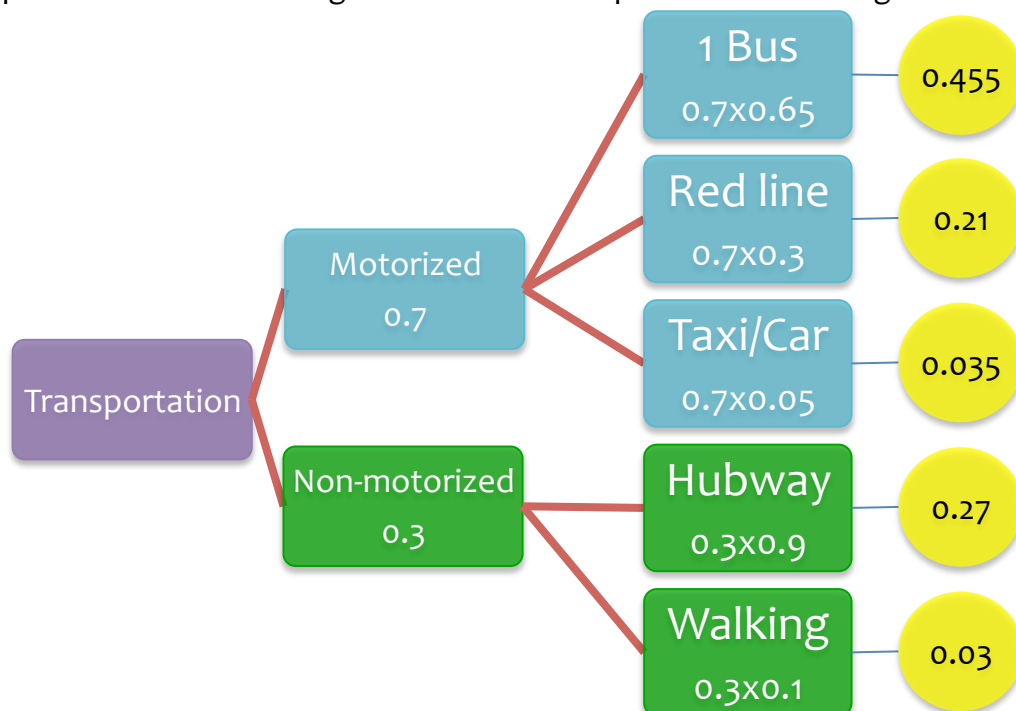 1 Bus
0.7x0.65
0.455
Red line
0.7x0.3
0.21
Motorized
0.7
Taxi/Car
0.7x0.05
0.035
Transportation
Non-motorized
0.3
Hubway
0.3x0.9
0.27
Walking
0.3x0.1
0.03